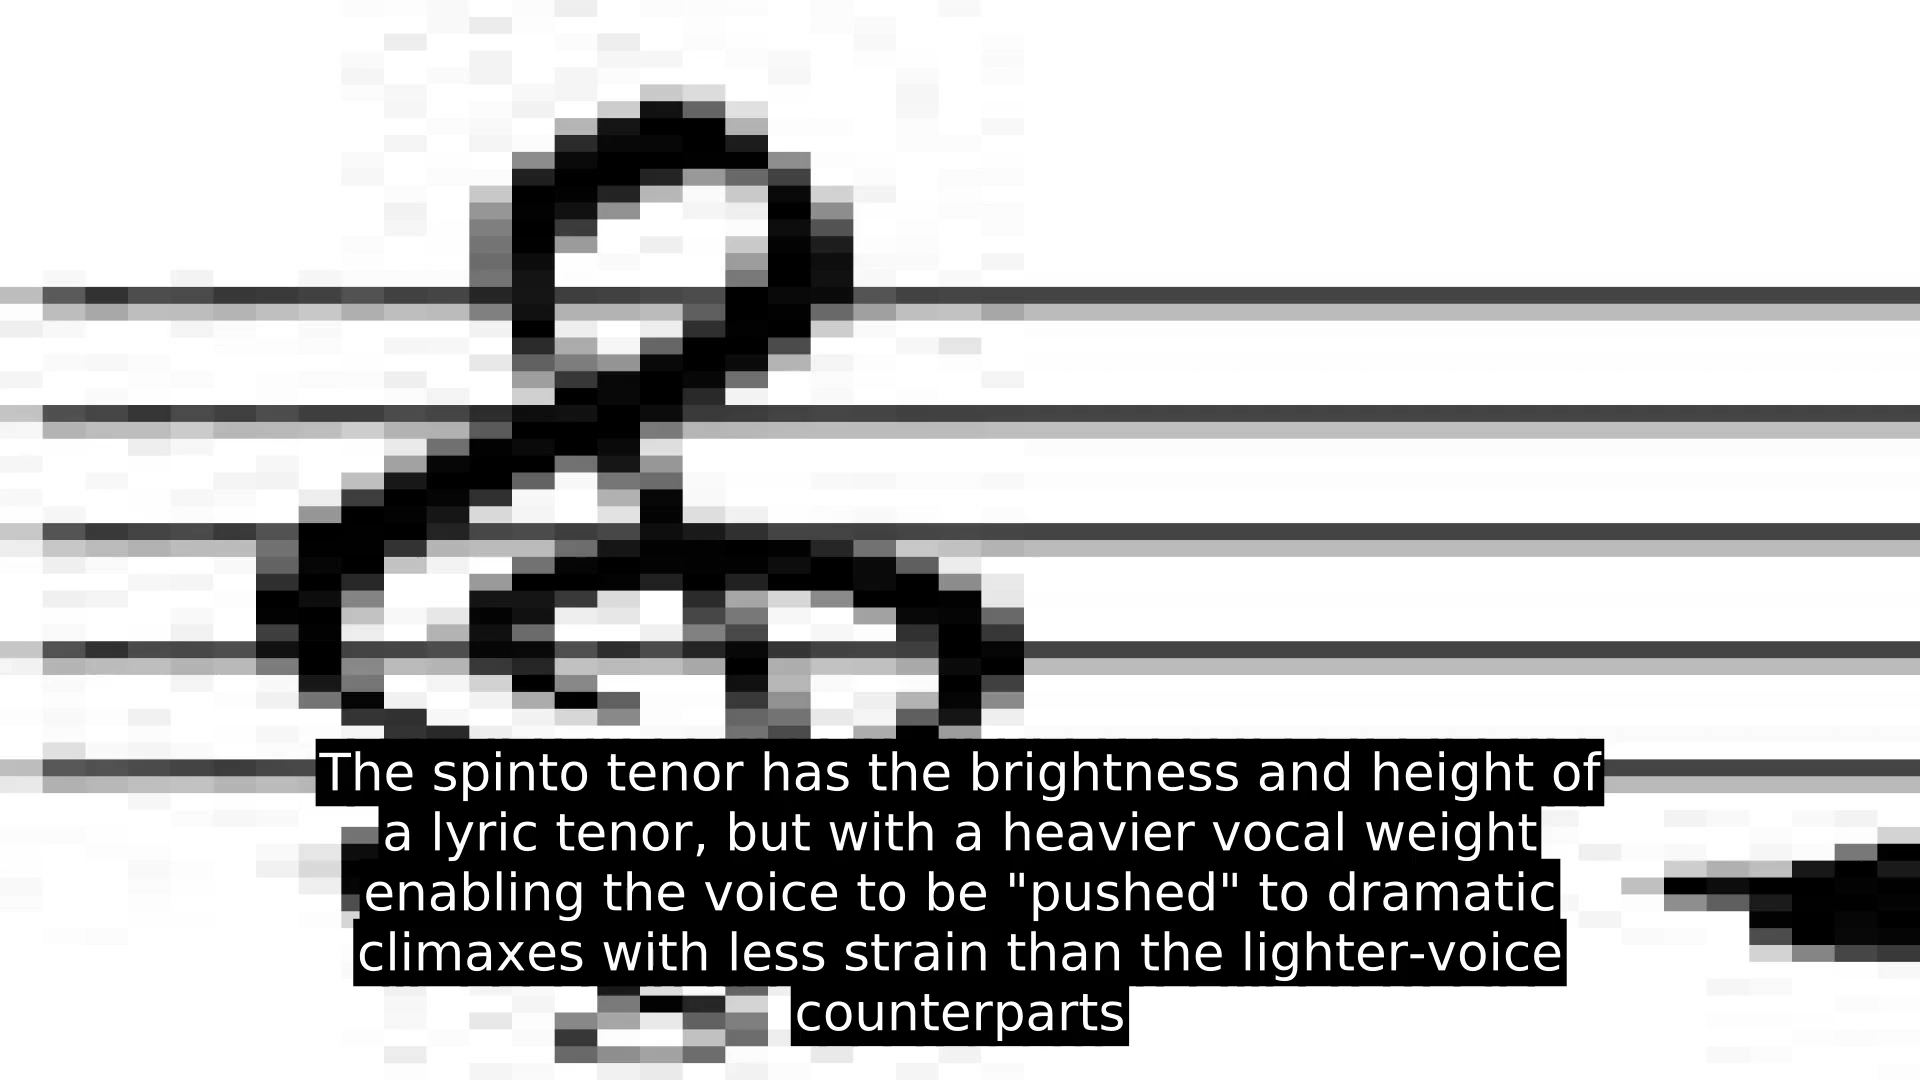 The spinto tenor has the brightness and height of
a lyric tenor, but with a heavier vocal weight
enabling the voice to be "pushed" to dramatic
climaxes with less strain than the lighter-voice
counterparts